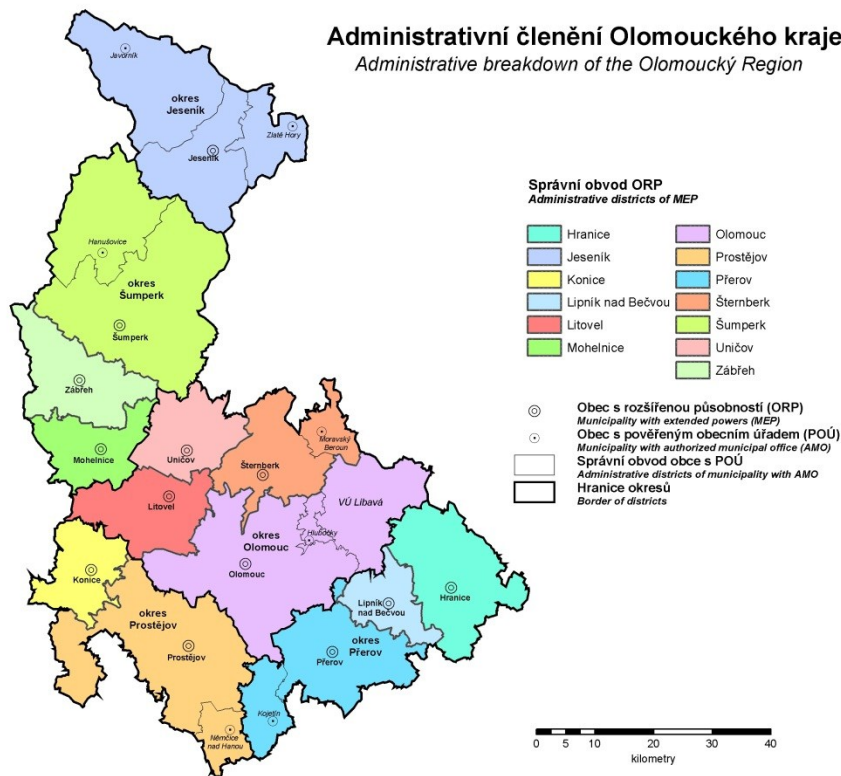 Administrativní členění Olomouckého kraje
Administrative breakdown of the Olomoucký Region
Javorník
okres
Jeseník
Zlaté Hory
Jeseník
Hanušovice
okres
Šumperk
Šumperk
Zábřeh
Mohelnice
Uničov
Šternberk
Moravský
Beroun
Litovel
VÚ Libavá
okres
Olomouc
Hlubočky
Olomouc
Konice
Hranice
Lipník
nad Bečvou
okres
Prostějov
Prostějov
okres
Přerov
Přerov
Kojetín
Němčice
nad Hanou
Správní obvod ORP
Administrative districts of MEP
Hranice
Jeseník
Konice
Lipník nad Bečvou
Litovel
Mohelnice
Olomouc
Prostějov
Přerov
Šternberk
Šumperk
Uničov
Zábřeh
Obec s rozšířenou působností (ORP)
Municipality with extended powers (MEP)
Obec s pověřeným obecním úřadem (POÚ)
Municipality with authorized municipal office (AMO)
Správní obvod obce s POÚ
Administrative districts of municipality with AMO
Hranice okresů
Border of districts
0 5 10 20 30 40
kilometry